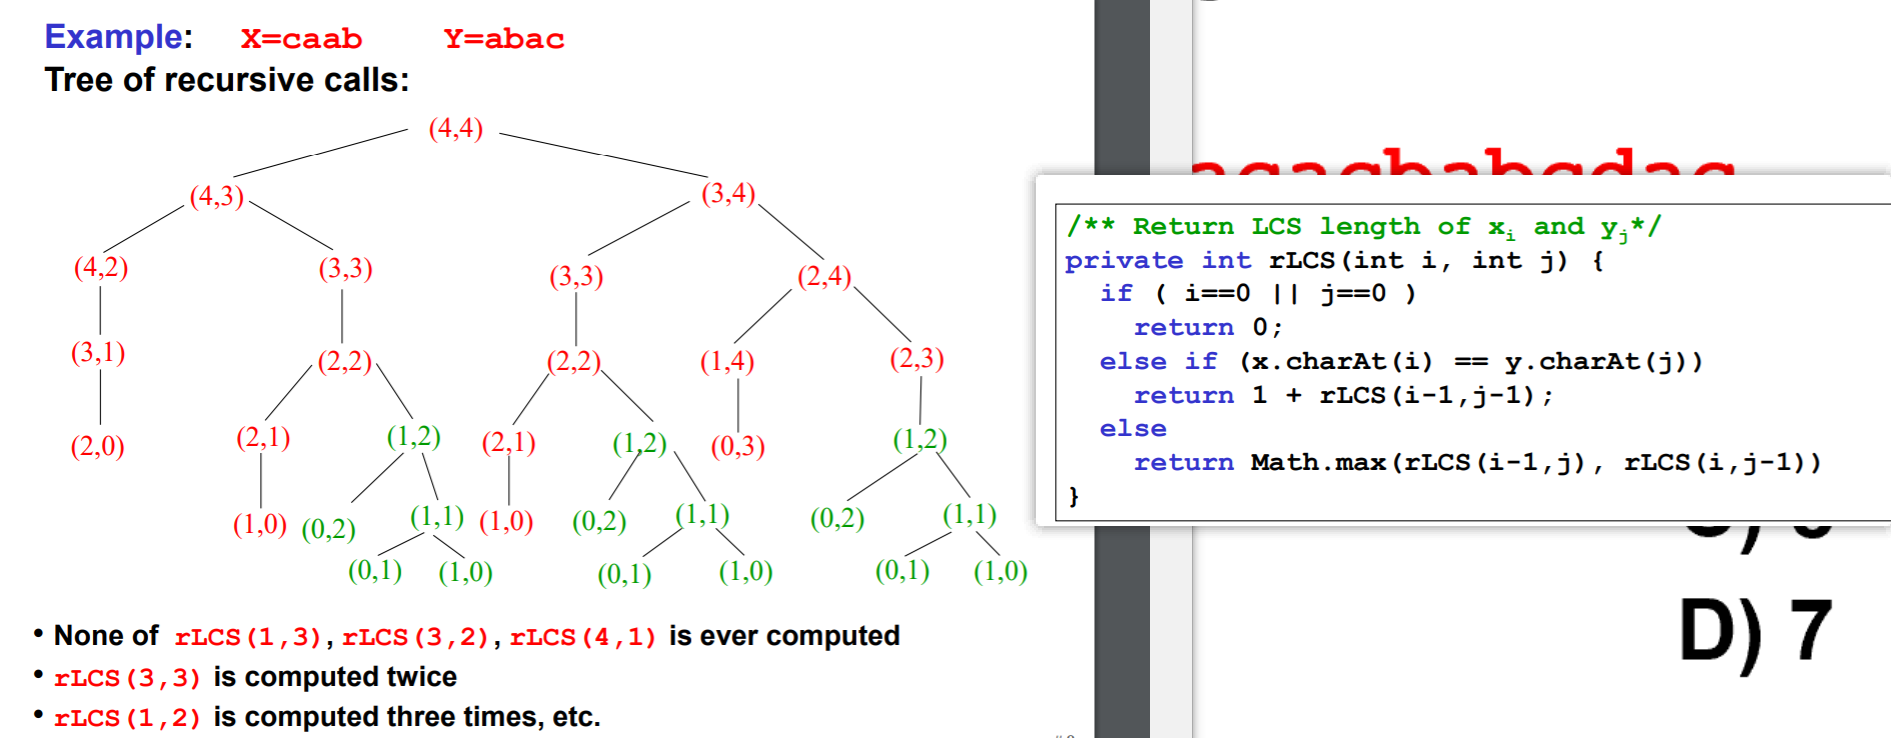 Example: X=caab Y=abac
Tree of recursive calls:
(4,4)
(4,3) (3,4)
(4,2) (3,3) (3,3) (2,4)
(3,1) (2,2) (2,2) (1,4) (2,3)
(2,0) (2,1) (1,2) (2,1) (1,2) (0,3) (1,2)
(1,0) (0,2) (1,1) (1,0) (0,2) (1,1) (0,2) (1,1)
(0,1) (1,0) (0,1) (1,0) (0,1) (1,0)
• None of rLCS(1,3), rLCS(3,2), rLCS(4,1) is ever computed
• rLCS(3,3) is computed twice
• rLCS(1,2) is computed three times, etc.
/** Return LCS length of xi and yj*/
private int rLCS(int i, int j) {
if ( i==0 || j==0 )
return 0;
else if (x.charAt(i) == y.charAt(j))
return 1 + rLCS(i-1,j-1);
else
return Math.max(rLCS(i-1,j), rLCS(i,j-1))
}
D) 7